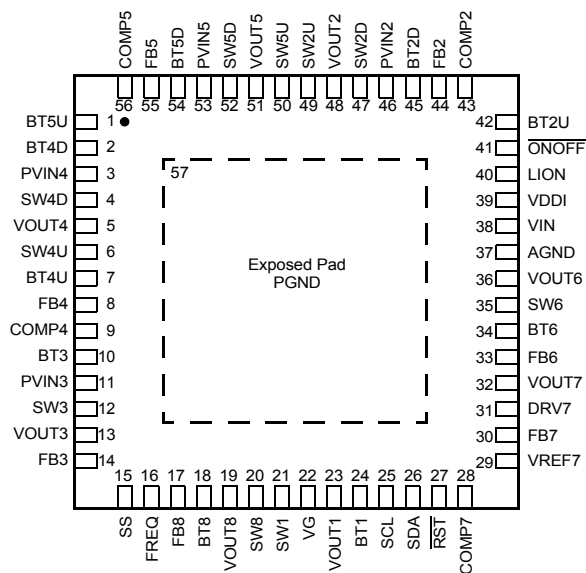 COMP5 FB5 BT5D PVIN5 SW5D VOUT5 SW5U SW2U VOUT2 SW2D PVIN2 BT2D FB2 COMP2
56 55 54 53 52 51 50 49 48 47 46 45 44 43
BT5U 1 42 BT2U
BT4D 2 41 ONOFF
PVIN4 3 57 40 LION
SW4D 4 39 VDDI
VOUT4 5 38 VIN
SW4U 6 37 AGND
Exposed Pad
PGND
BT4U 7 36 VOUT6
FB4 8 35 SW6
COMP4 9 34 BT6
BT3 10 33 FB6
PVIN3 11 32 VOUT7
SW3 12 31 DRV7
VOUT3 13 30 FB7
FB3 14 29 VREF7
15 16 17 18 19 20 21 22 23 24 25 26 27 28
SS FREQ FB8 BT8 VOUT8 SW8 SW1 VG VOUT1 BT1 SCL SDA RST COMP7